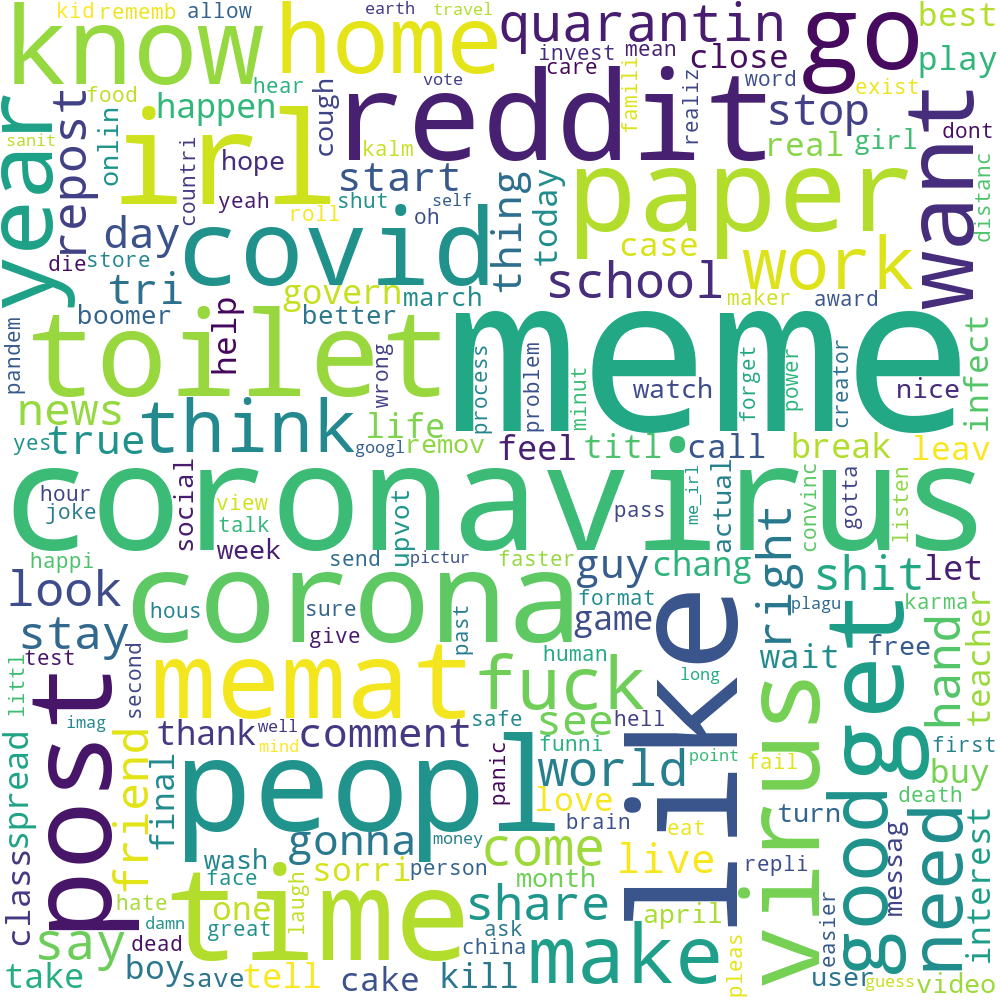 know
home
quarantin
go
best
kid
rememb
allow
earth
travel
invest
mean
care
close
play
year
irl
reddit
want
food
hear
vote
famili
realiz
word
exist
sanit
onlin
repost
happen
cough
kalm
stop
real
girl
dont
hope
countri
yeah
start
shut
self
roll
oh
paper
distanc
day
covid
thing
today
case
work
die
store
tri
govern
march
school
maker
award
boomer
help
better
pandem
toilet
meme
wrong
process
problem
minut
watch
forget
power
creator
nice
infect
news
think
life
yes
true
googl
remov
feel
titl
call
break
leav
coronavirus
hour
joke
social
view
talk
week
upvot
pass
me_irl
actual
convinc
gotta
listen
happi
send
pictur
faster
guy
chang
right
shit
let
look
corona
hous
sure
give
past
format
game
like
plagu
get
karma
stay
test
littl
second
memat
human
fuck
long
wait
free
hand
teacher
post
imag
thank
well
mind
comment
safe
see
hell
funni
panic
point
virus
good
first
class
spread
friend
final
peopl
world
love
brain
fail
buy
death
gonna
money
wash
face
sorri
person
come
month
live
eat
repli
turn
need
interest
hate
damn
time
one
great
laugh
share
ask
april
messag
say
dead
china
make
easier
take
boy
save
tell
cake
kill
pleas
user
guess
video